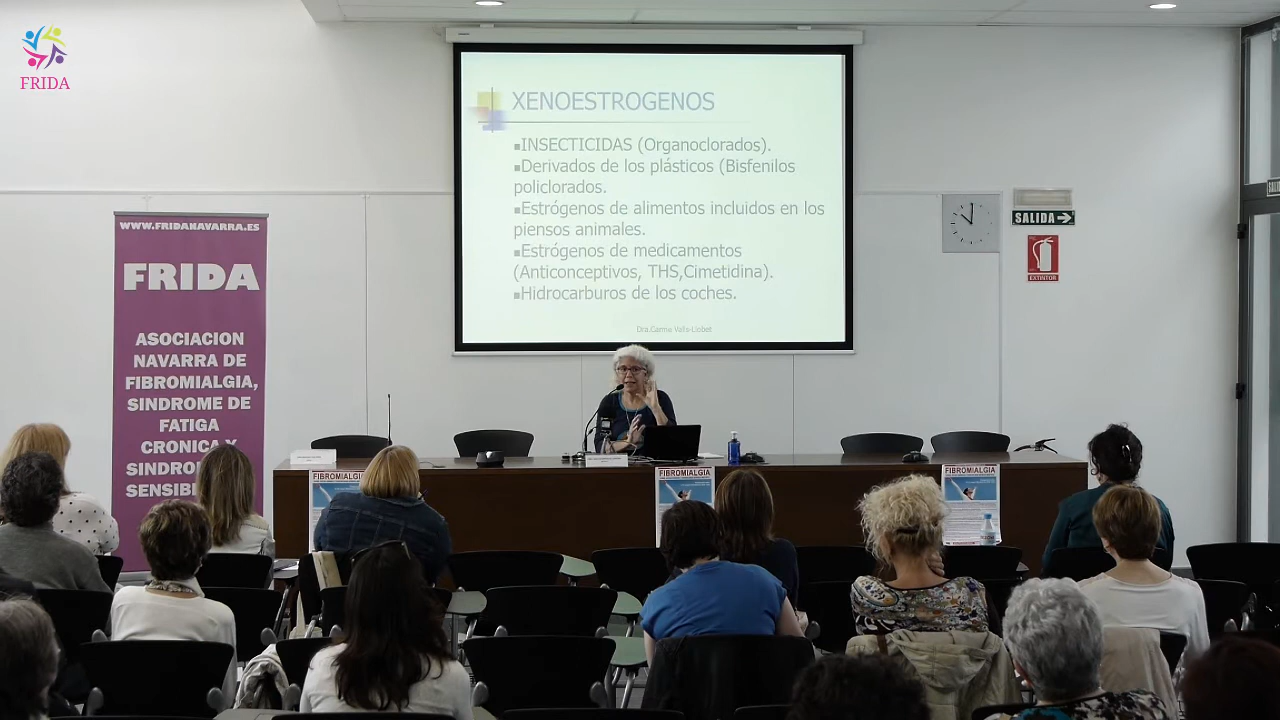 FRIDA
XENOESTROGENOS
INSECTICIDAS (Organoclorados).
Derivados de los plásticos (Bisfenilos
policlorados.
Estrógenos de alimentos incluidos en los
piensos animales.
Estrógenos de medicamentos
(Anticonceptivos, THS,Cimetidina).
Hidrocarburos de los coches.
Dra.Carme Valls-Llobet
WWW.FRIDANAVARRA.ES
FRIDA
ASOCIACION
NAVARRA DE
FIBROMIALGIA,
SINDROME DE
FATIGA
CRONICA Y
SALIDA
EXTINTOR
FIBROMIALGIA
FIBROMIALGIA
FIBROMIALGIA